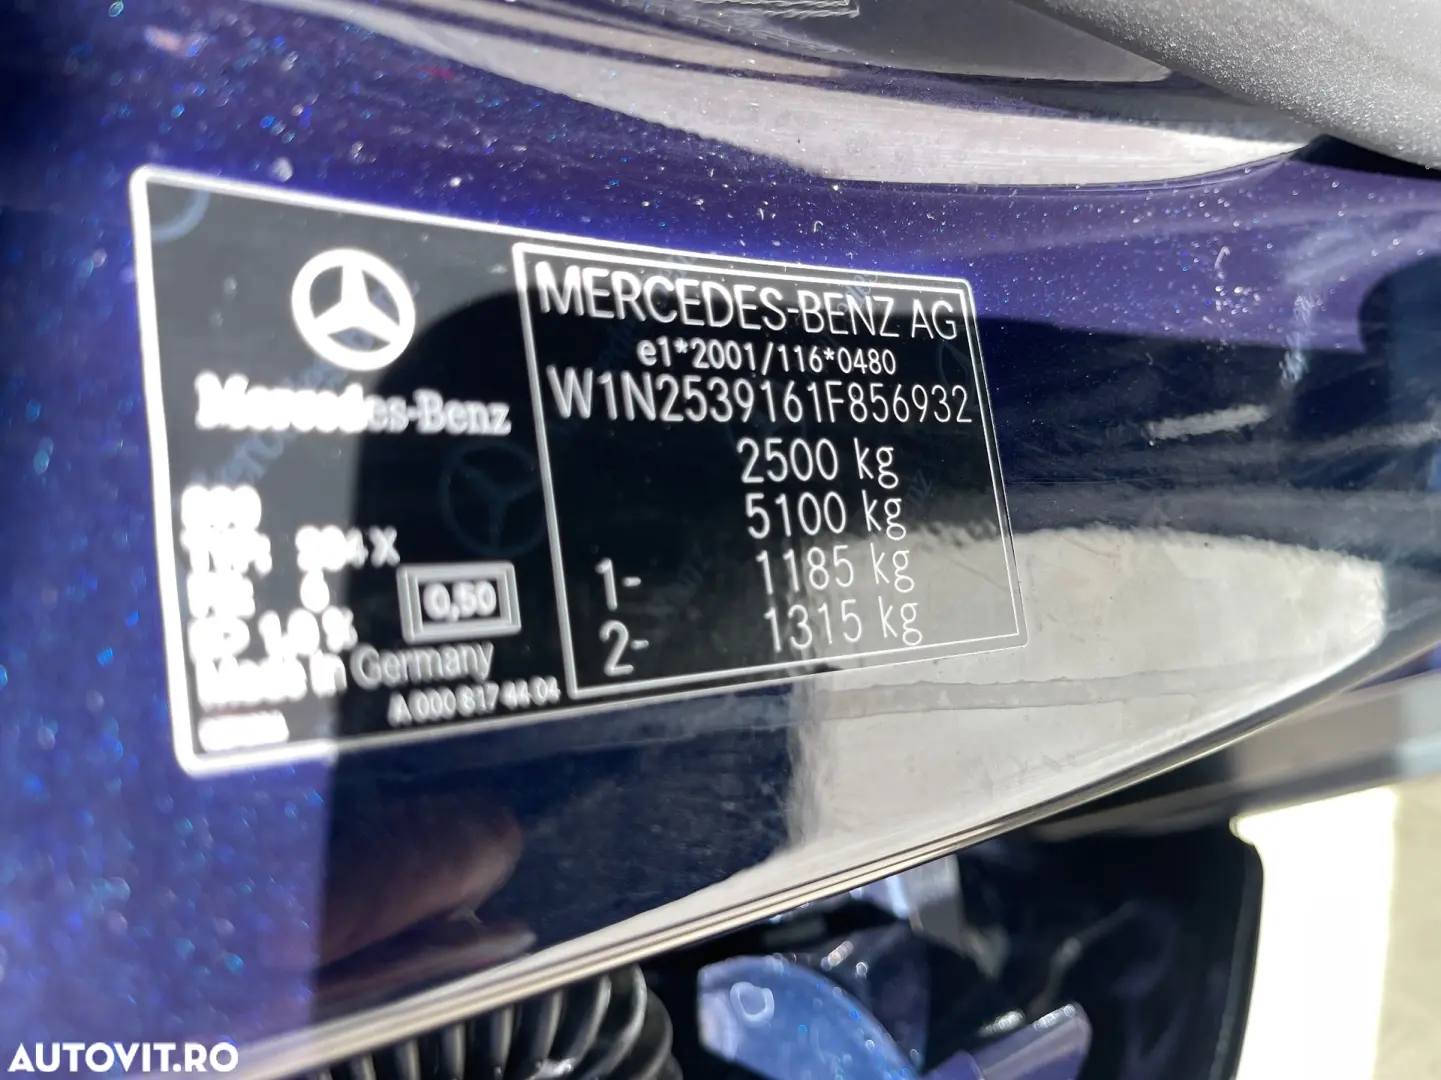 Mercedes-Benz
204 X
0,50
Made in Germany
A 000 817 44 04
MERCEDES-BENZ AG
e1*2001/116*0480
W1N2539161F856932
2500 kg
5100 kg
1- 1185 kg
2- 1315 kg
AUTOVIT.RO